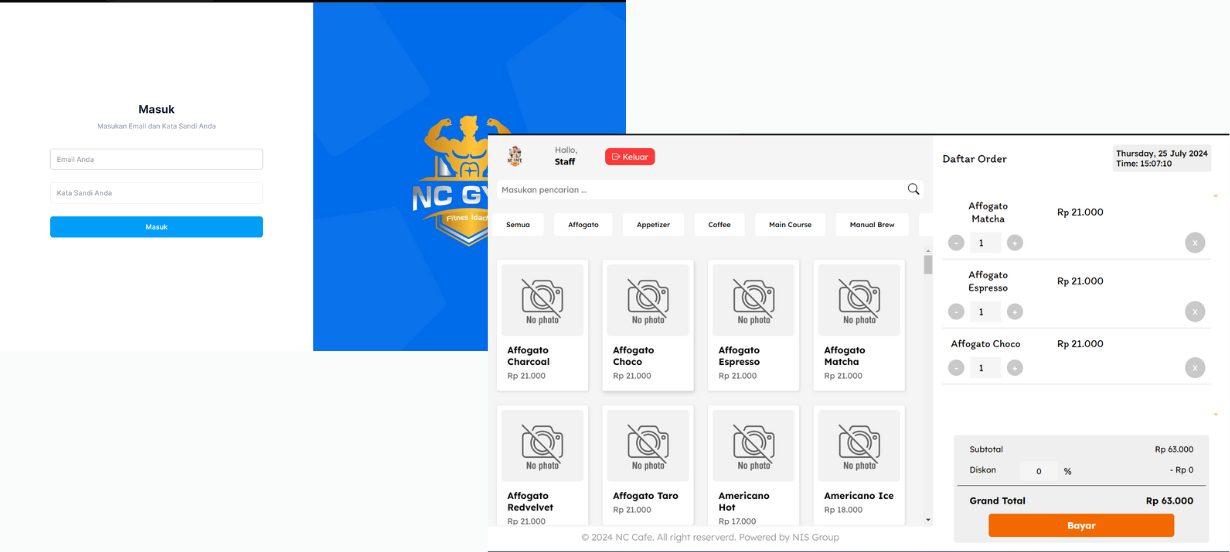 Masuk
Masukan Email dan Kata Sandi Anda
Email Anda
Kata Sandi Anda
Masuk
NC G
Hallo,
Staff
Keluar
Masukan pencarian ...
Semua
Affogato
Appetizer
Coffee
Main Course
Manual Brew
No photo
No photo
No photo
No photo
Affogato Charcoal
Rp 21.000
Affogato Choco
Rp 21.000
Affogato Espresso
Rp 21.000
Affogato Matcha
Rp 21.000
No photo
No photo
No photo
No photo
Affogato Redvelvet
Rp 21.000
Affogato Taro
Rp 21.000
Americano Hot
Rp 17.000
Americano Ice
Rp 18.000
© 2024 NC Cafe. All right reserverd. Powered by NIS Group
Daftar Order
Thursday, 25 July 2024
Time: 15:07:10
Affogato Matcha
Rp 21.000
- 1 + X
Affogato Espresso
Rp 21.000
- 1 + X
Affogato Choco
Rp 21.000
- 1 + X
Subtotal Rp 63.000
Diskon 0 % - Rp 0
Grand Total Rp 63.000
Bayar